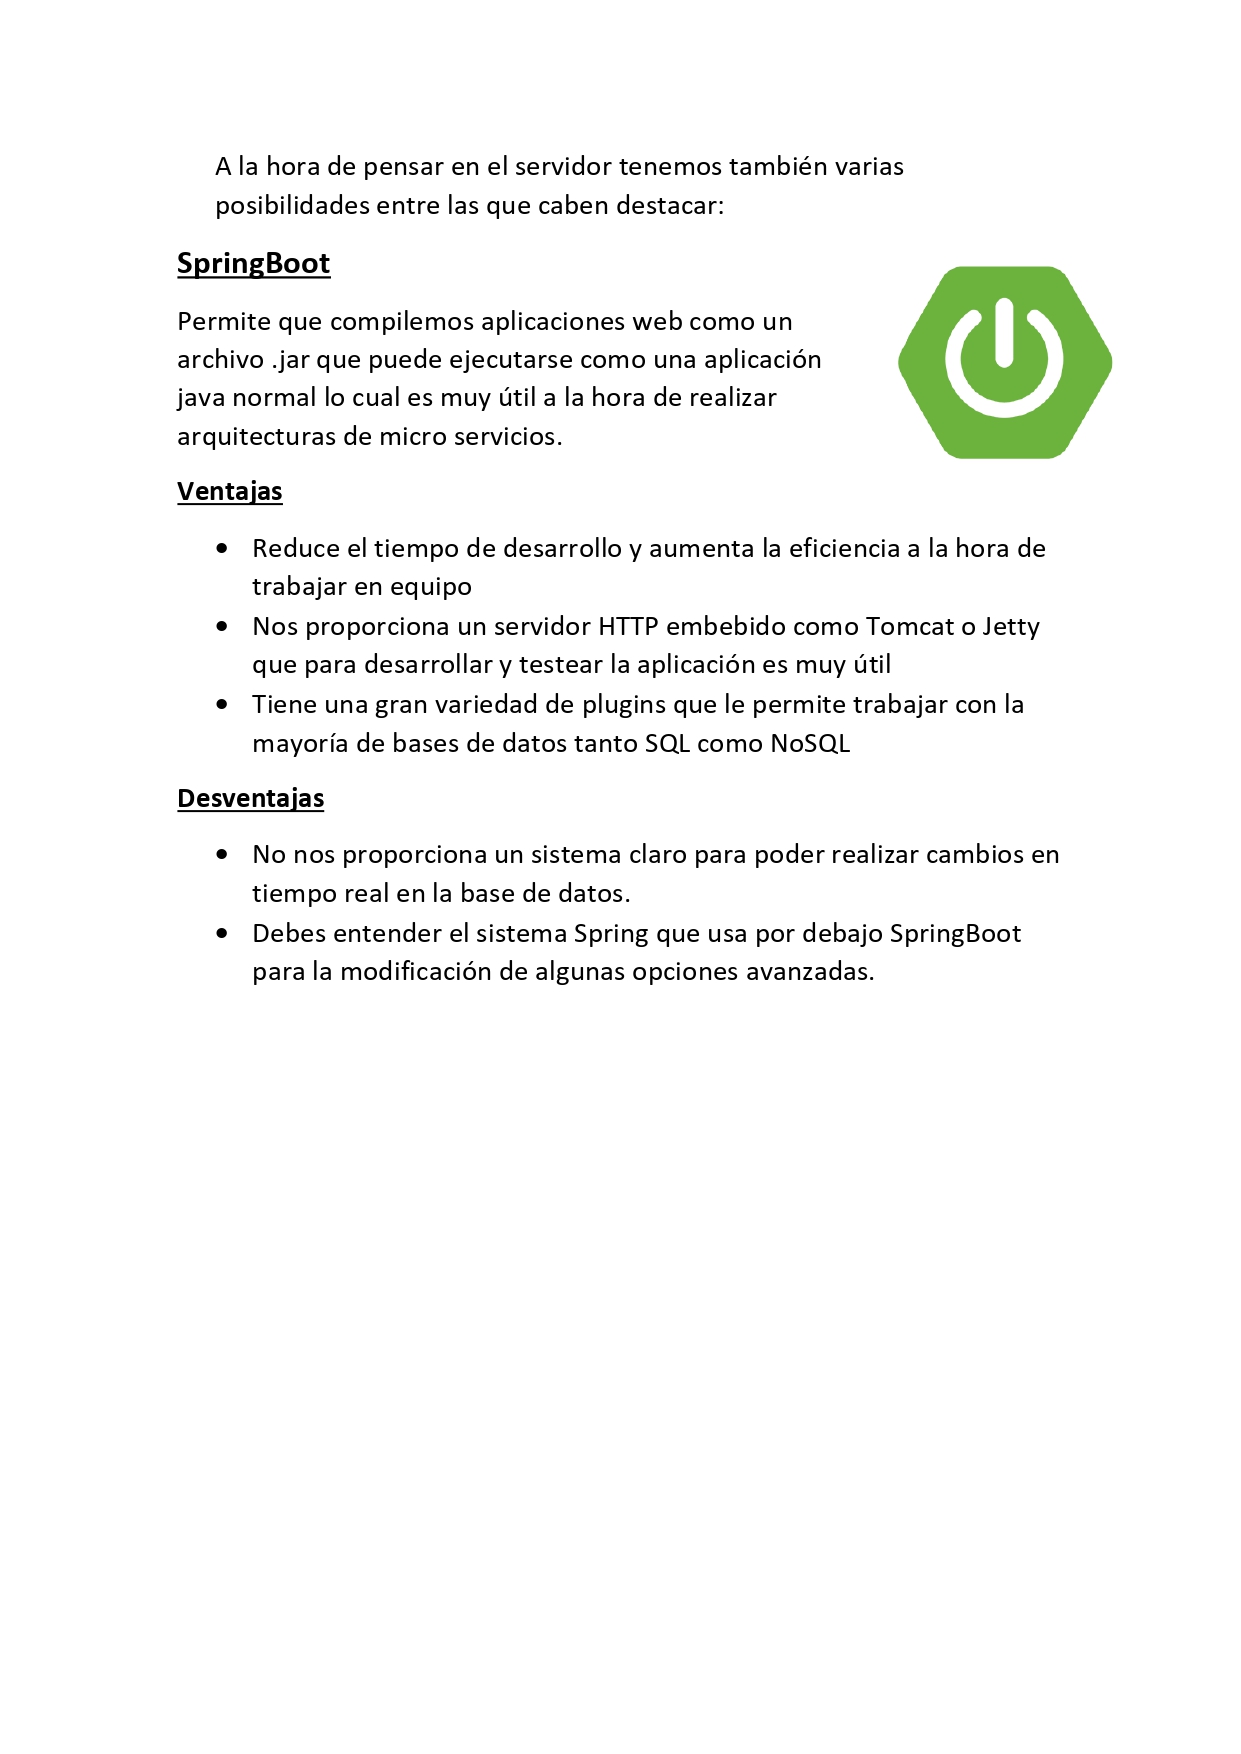 A la hora de pensar en el servidor tenemos también varias
posibilidades entre las que caben destacar:
SpringBoot
Permite que compilemos aplicaciones web como un
archivo .jar que puede ejecutarse como una aplicación
java normal lo cual es muy útil a la hora de realizar
arquitecturas de micro servicios.
Ventajas
• Reduce el tiempo de desarrollo y aumenta la eficiencia a la hora de
trabajar en equipo
• Nos proporciona un servidor HTTP embebido como Tomcat o Jetty
que para desarrollar y testear la aplicación es muy útil
• Tiene una gran variedad de plugins que le permite trabajar con la
mayoría de bases de datos tanto SQL como NoSQL
Desventajas
• No nos proporciona un sistema claro para poder realizar cambios en
tiempo real en la base de datos.
• Debes entender el sistema Spring que usa por debajo SpringBoot
para la modificación de algunas opciones avanzadas.